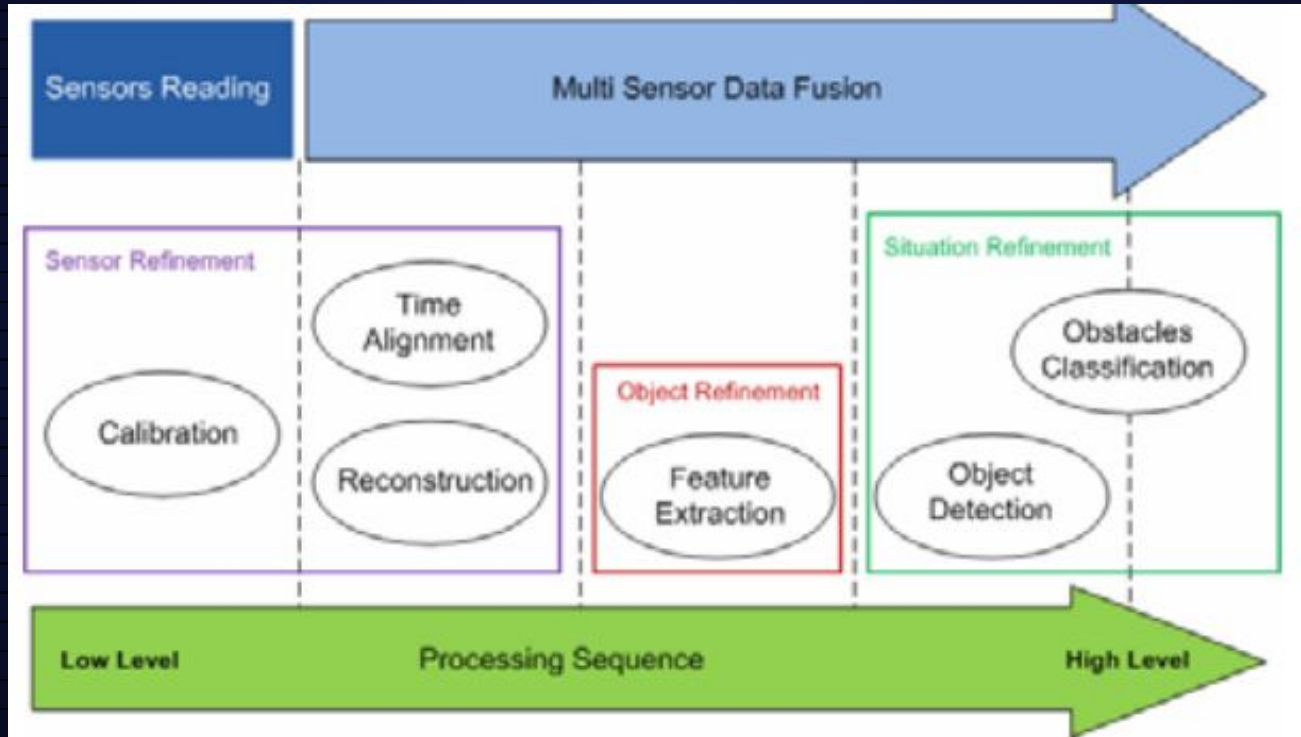 Sensors Reading
Multi Sensor Data Fusion
Sensor Refinement
Time
Alignment
Calibration
Reconstruction
Object Refinement
Feature
Extraction
Situation Refinement
Obstacles
Classification
Object
Detection
Low Level
Processing Sequence
High Level